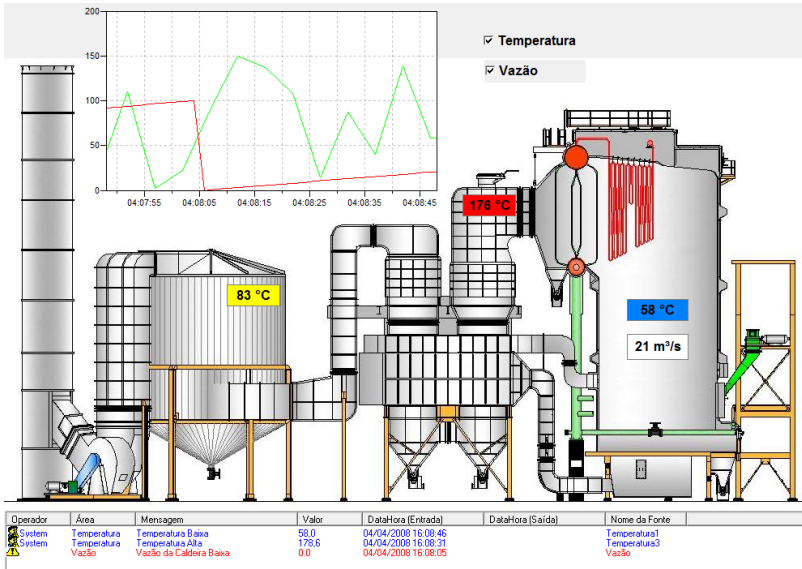 200
150
100
50
0
04:07:55 04:08:05 04:08:15 04:08:25 04:08:35 04:08:45
Temperatura
Vazão
176 °C
83 °C
58 °C
21 m³/s
Operador Área Mensagem Valor DataHora (Entrada) DataHora (Saída) Nome da Fonte
System Temperatura Temperatura Baixa 58,0 04/04/2008 16:08:46 Temperatura1
System Temperatura Temperatura Alta 178,6 04/04/2008 16:08:31 Temperatura3
Vazão Vazão da Caldeira Baixa 0,0 04/04/2008 16:08:05 Vazão